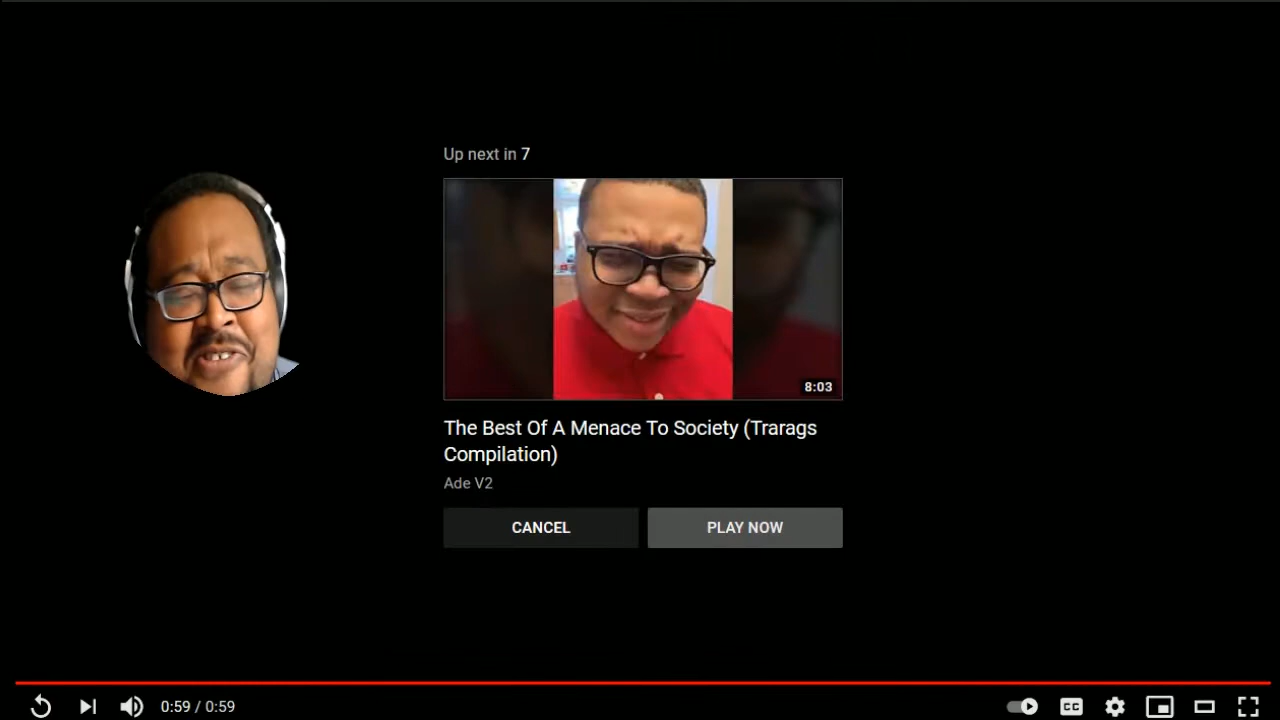 Up next in 7
8:03
The Best Of A Menace To Society (Trarags
Compilation)
Ade V2
CANCEL
PLAY NOW
0:59 / 0:59
CC